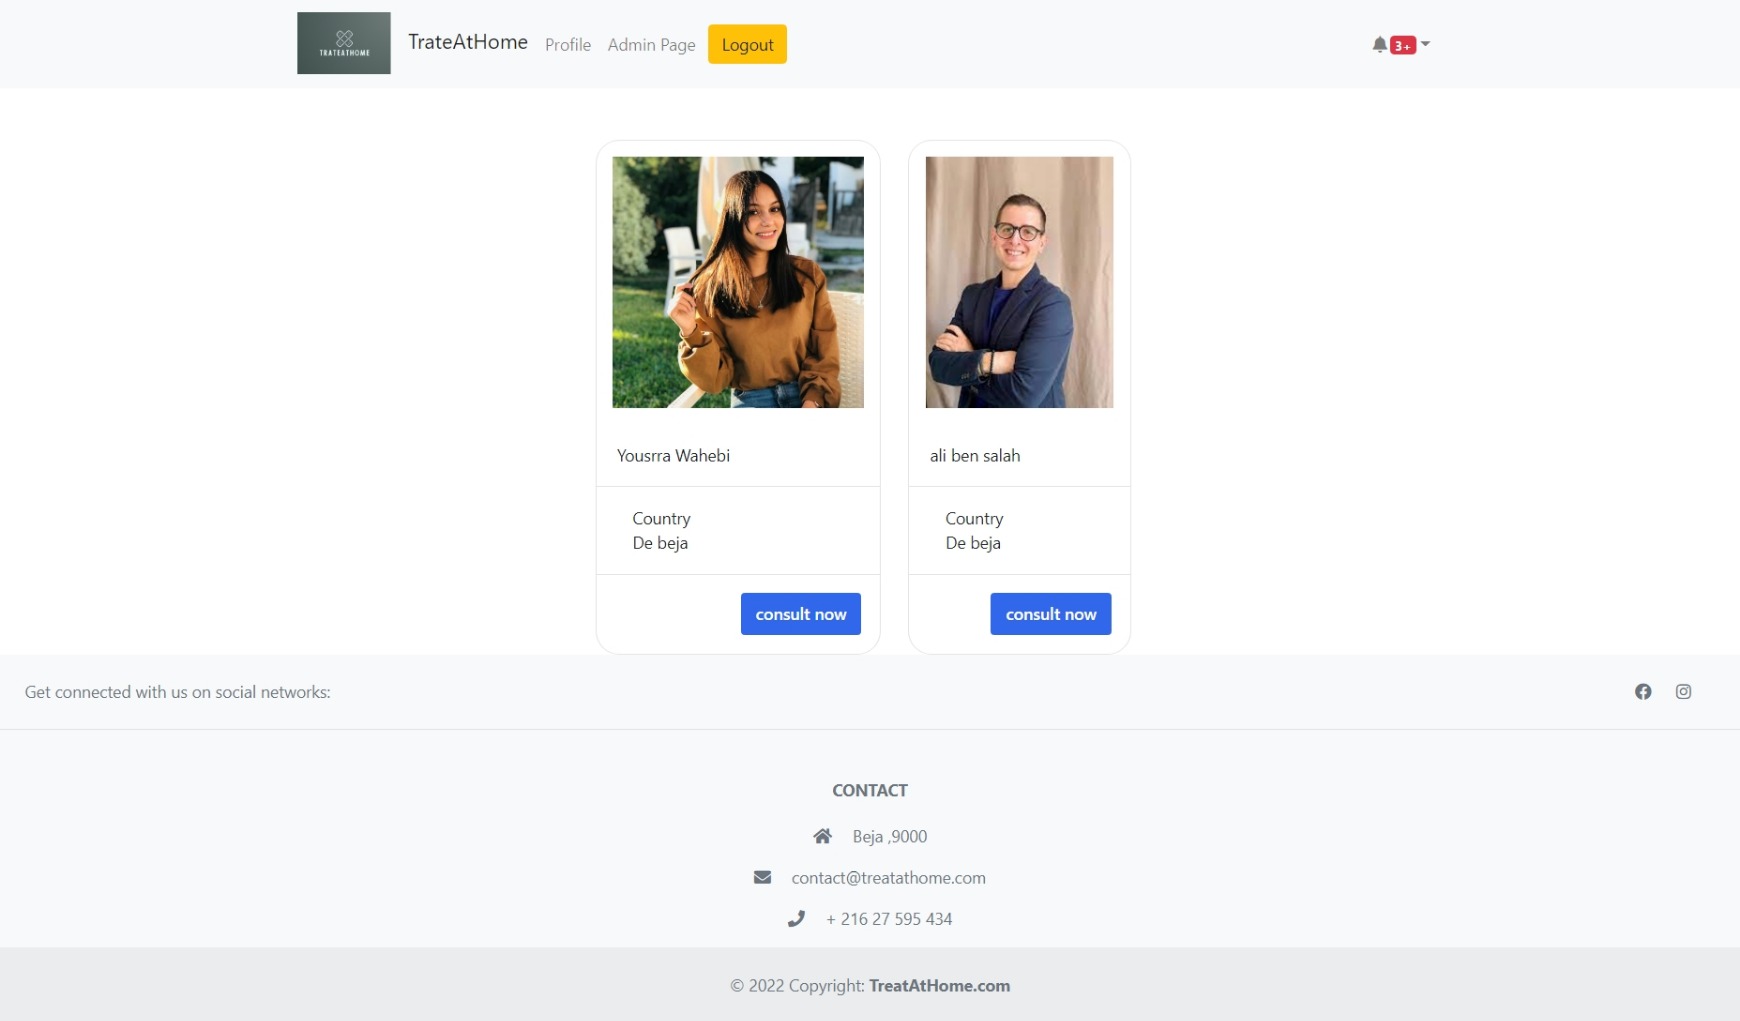 TRATEATHOME
TrateAtHome
Profile
Admin Page
Logout
3+
Yousrra Wahebi
ali ben salah
Country
De beja
Country
De beja
consult now
consult now
Get connected with us on social networks:
CONTACT
Beja ,9000
contact@treatathome.com
+ 216 27 595 434
© 2022 Copyright: TreatAtHome.com